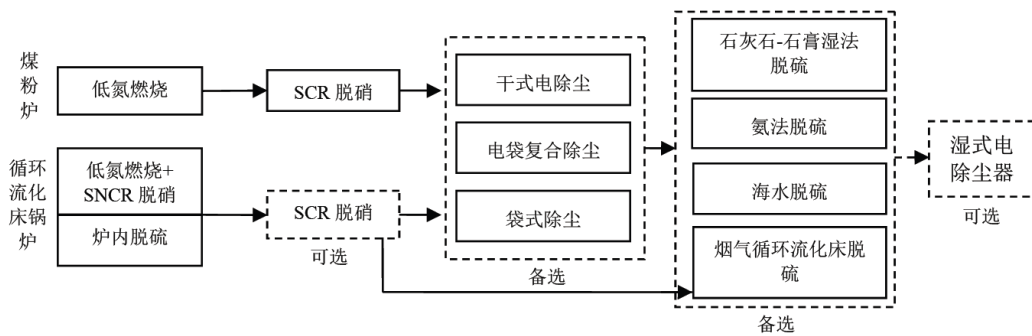 煤粉炉
低氮燃烧
SCR 脱硝
循环
流化
床锅
炉
低氮燃烧+
SNCR 脱硝
炉内脱硫
SCR 脱硝
可选
干式电除尘
电袋复合除尘
袋式除尘
备选
石灰石-石膏湿法
脱硫
氨法脱硫
海水脱硫
烟气循环流化床脱
硫
备选
湿式电
除尘器
可选